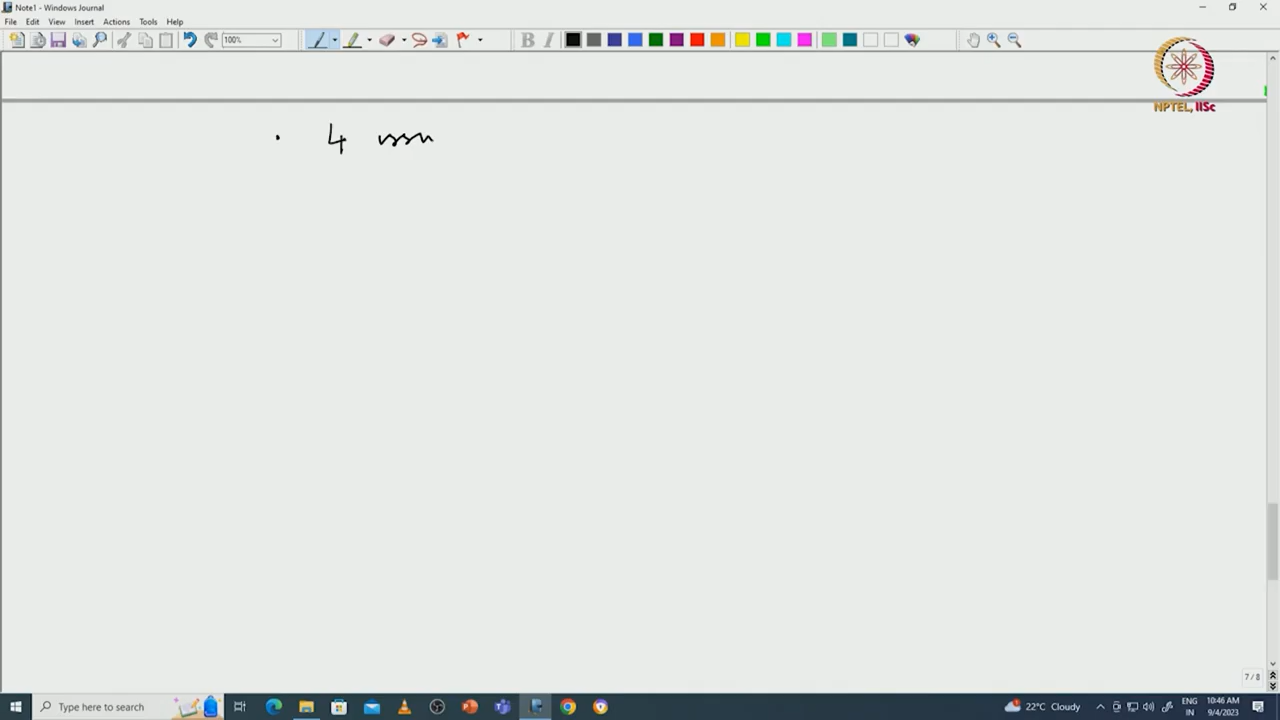 Note1 - Windows Journal
File Edit View Insert Actions Tools Help
100%
B I
NPTEL, IISc
. 4
7 / 8
Type here to search
22°C Cloudy
ENG
IN
10:46 AM
9/4/2023